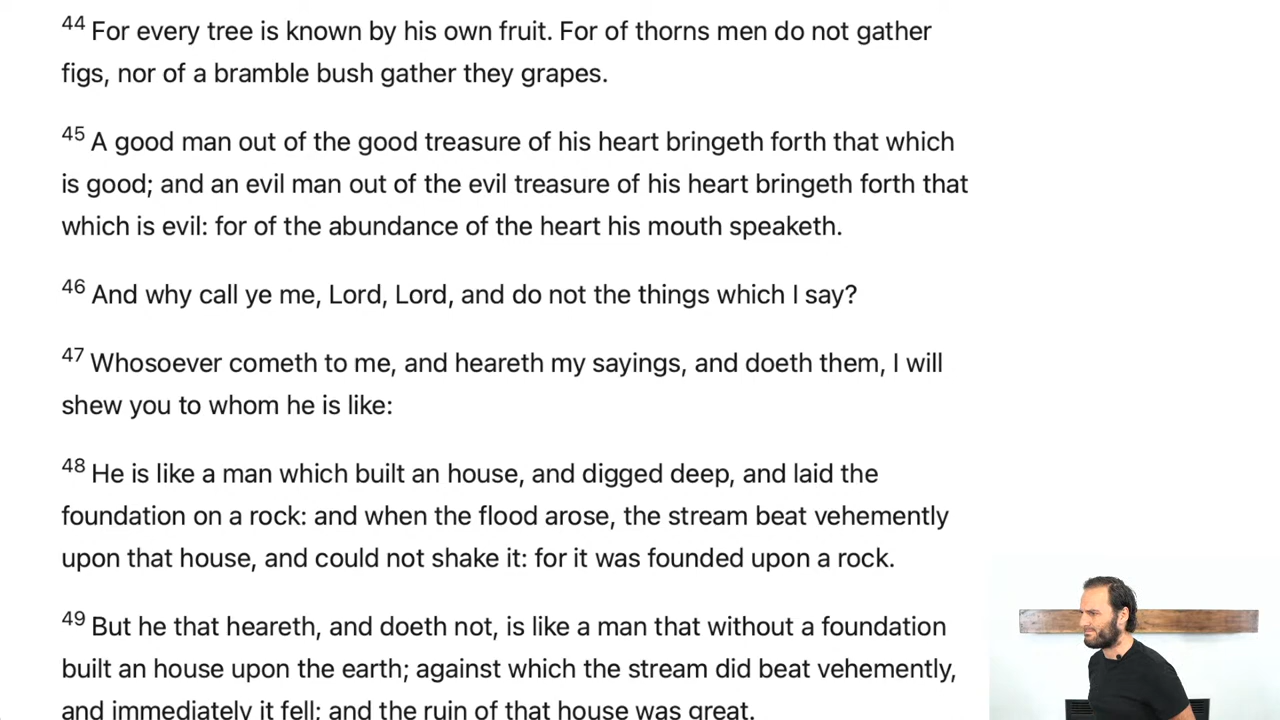 44 For every tree is known by his own fruit. For of thorns men do not gather
figs, nor of a bramble bush gather they grapes.
45 A good man out of the good treasure of his heart bringeth forth that which
is good; and an evil man out of the evil treasure of his heart bringeth forth that
which is evil: for of the abundance of the heart his mouth speaketh.
46 And why call ye me, Lord, Lord, and do not the things which I say?
47 Whosoever cometh to me, and heareth my sayings, and doeth them, I will
shew you to whom he is like:
48 He is like a man which built an house, and digged deep, and laid the
foundation on a rock: and when the flood arose, the stream beat vehemently
upon that house, and could not shake it: for it was founded upon a rock.
49 But he that heareth, and doeth not, is like a man that without a foundation
built an house upon the earth; against which the stream did beat vehemently,
and immediately it fell; and the ruin of that house was great.